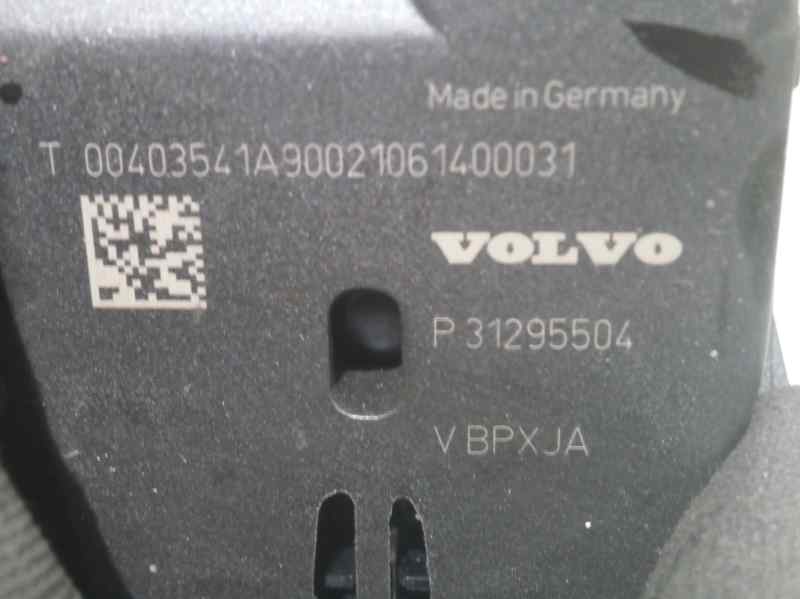 Made in Germany
T 00403541A90021061400031
VOLVO
P 31295504
V BPXJA